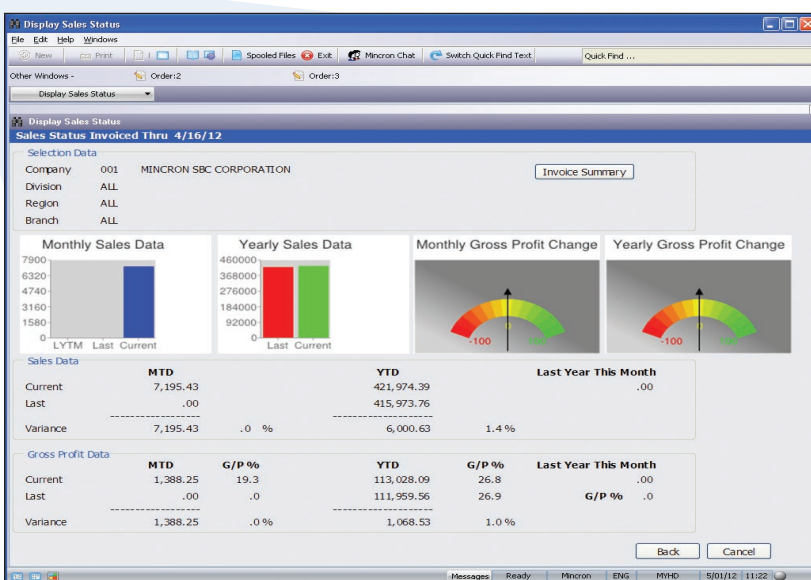 Display Sales Status
File Edit Help Windows
New Print Spooled Files Exit Mincron Chat Switch Quick Find Text Quick Find ...
Other Windows - Order:2 Order:3
Display Sales Status
Display Sales Status
Sales Status Invoiced Thru 4/16/12
Selection Data
Company 001 MINCRON SBC CORPORATION Invoice Summary
Division ALL
Region ALL
Branch ALL
Monthly Sales Data Yearly Sales Data Monthly Gross Profit Change Yearly Gross Profit Change
7900 460000
6320 368000
4740 276000
3160 184000
1580 92000
0 0
-100 0 -100 0
LYTM Last Current Last Current
Sales Data
MTD YTD Last Year This Month
Current 7,195.43 421,974.39 .00
Last .00 415,973.76
-------------------- --------------------
Variance 7,195.43 .0 % 6,000.63 1.4 %
Gross Profit Data
MTD G/P % YTD G/P % Last Year This Month
Current 1,388.25 19.3 113,028.09 26.8 .00
Last .00 .0 111,959.56 26.9 G/P % .0
-------------------- --------------------
Variance 1,388.25 .0 % 1,068.53 1.0 %
Back Cancel
Messages Ready Mincron ENG MYHD 5/01/12 11:22